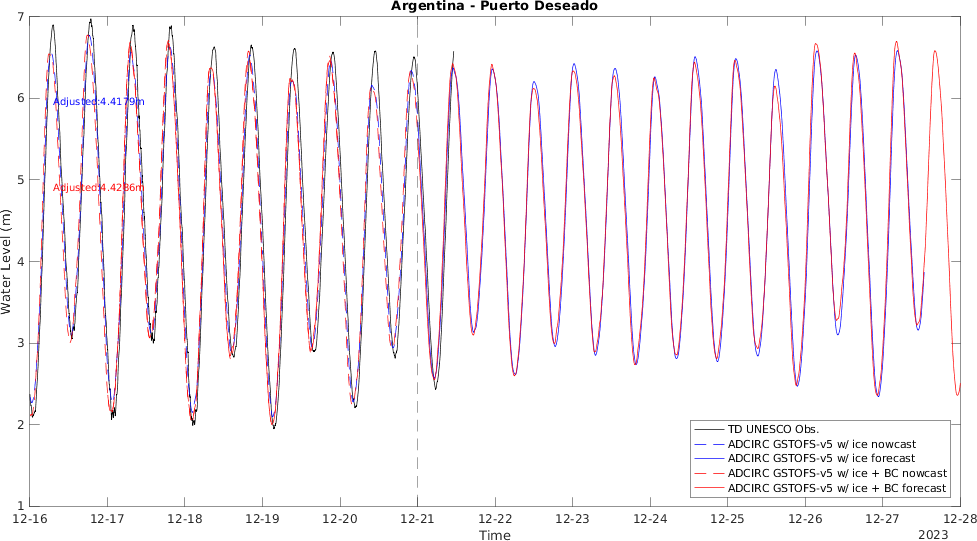 Argentina - Puerto Deseado
7
6
5
4
3
2
1
Water Level (m)
Adjusted:4.4179m
Adjusted:4.4286m
TD UNESCO Obs.
ADCIRC GSTOFS-v5 w/ ice nowcast
ADCIRC GSTOFS-v5 w/ ice forecast
ADCIRC GSTOFS-v5 w/ ice + BC nowcast
ADCIRC GSTOFS-v5 w/ ice + BC forecast
12-16 12-17 12-18 12-19 12-20 12-21 12-22 12-23 12-24 12-25 12-26 12-27 12-28
Time
2023